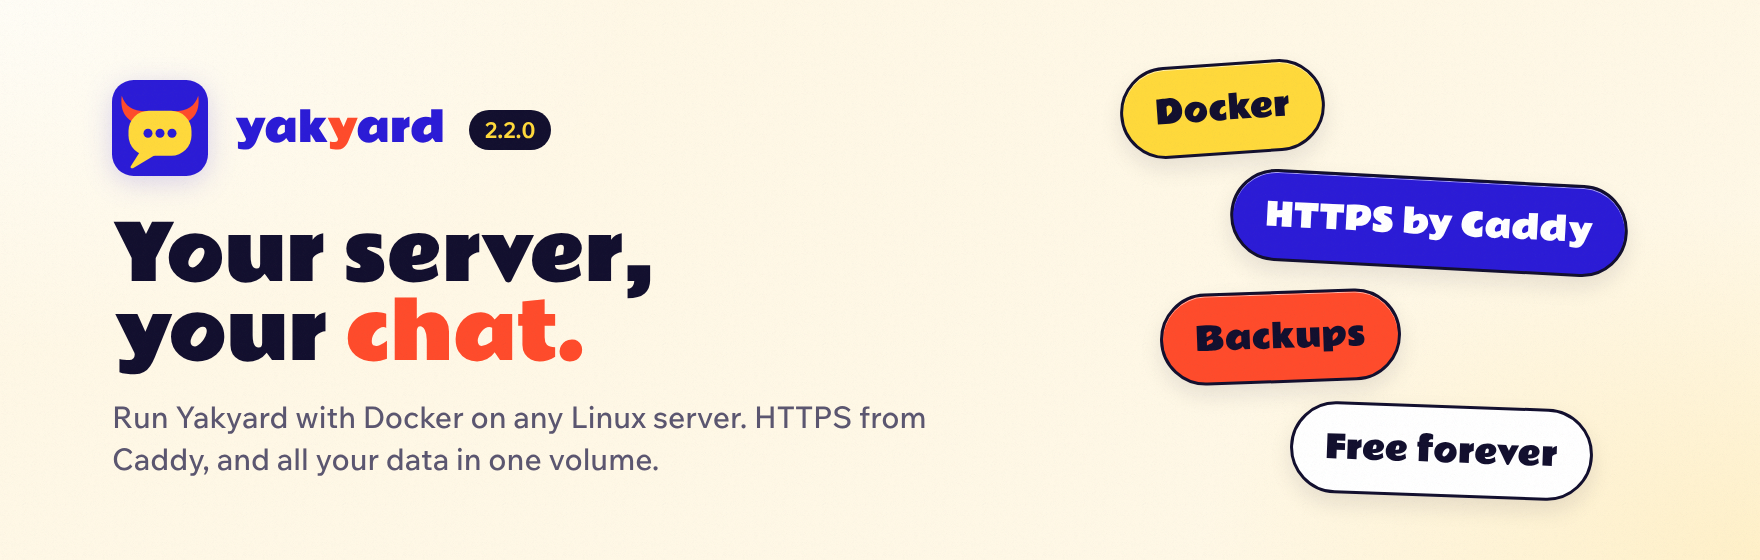 yakyard 2.2.0
Your server,
your chat.
Run Yakyard with Docker on any Linux server. HTTPS from
Caddy, and all your data in one volume.
Docker
HTTPS by Caddy
Backups
Free forever